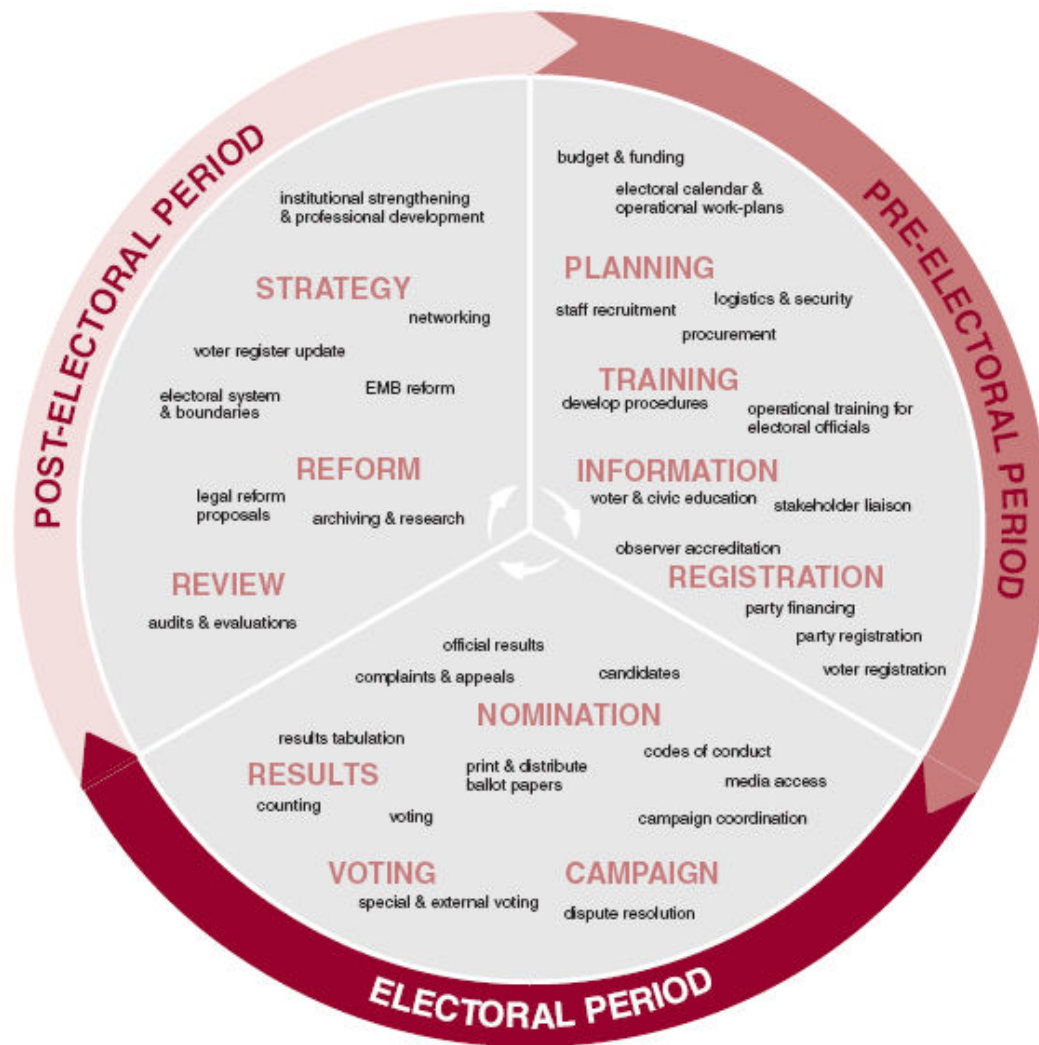 POST-ELECTORAL PERIOD
institutional strengthening
& professional development
STRATEGY
networking
voter register update
EMB reform
electoral system
& boundaries
REFORM
legal reform
proposals
archiving & research
REVIEW
audits & evaluations
PRE-ELECTORAL PERIOD
budget & funding
electoral calendar &
operational work-plans
PLANNING
logistics & security
staff recruitment
procurement
TRAINING
develop procedures
operational training for
electoral officials
INFORMATION
voter & civic education
stakeholder liaison
observer accreditation
REGISTRATION
party financing
party registration
voter registration
official results
complaints & appeals
candidates
NOMINATION
results tabulation
codes of conduct
print & distribute
ballot papers
RESULTS
media access
counting
voting
campaign coordination
VOTING
CAMPAIGN
special & external voting
dispute resolution
ELECTORAL PERIOD